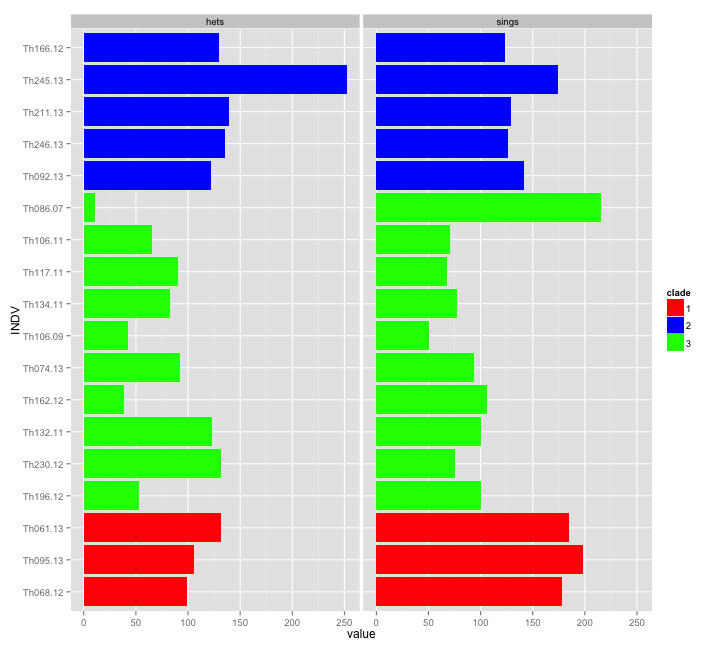 hets sings
Th166.12
Th245.13
Th211.13
Th246.13
Th092.13
Th086.07
Th106.11
Th117.11
Th134.11
Th106.09
Th074.13
Th162.12
Th132.11
Th230.12
Th196.12
Th061.13
Th095.13
Th068.12
INDV
0 50 100 150 200 250 0 50 100 150 200 250
value
clade
1
2
3